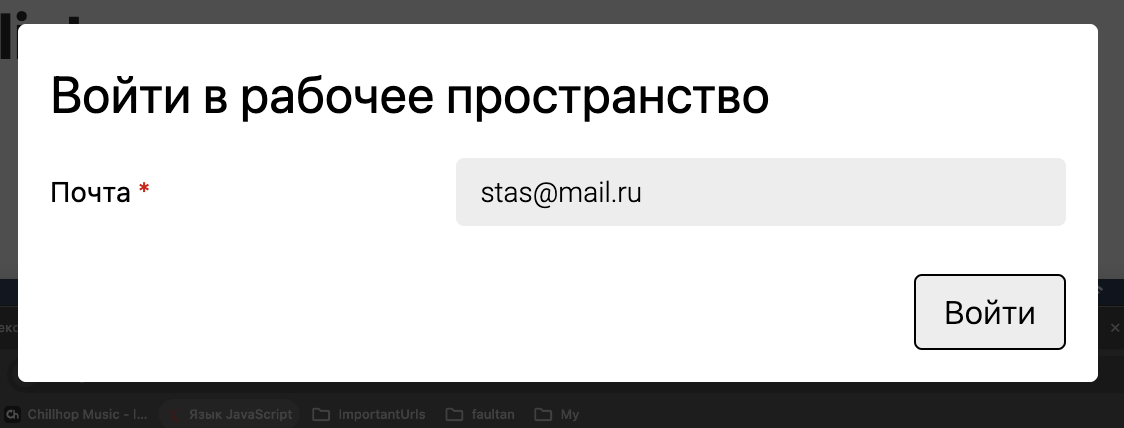 Войти в рабочее пространство
Почта *
stas@mail.ru
Войти
Chillhop Music - I...
Язык JavaScript
ImportantUrls
faultan
My